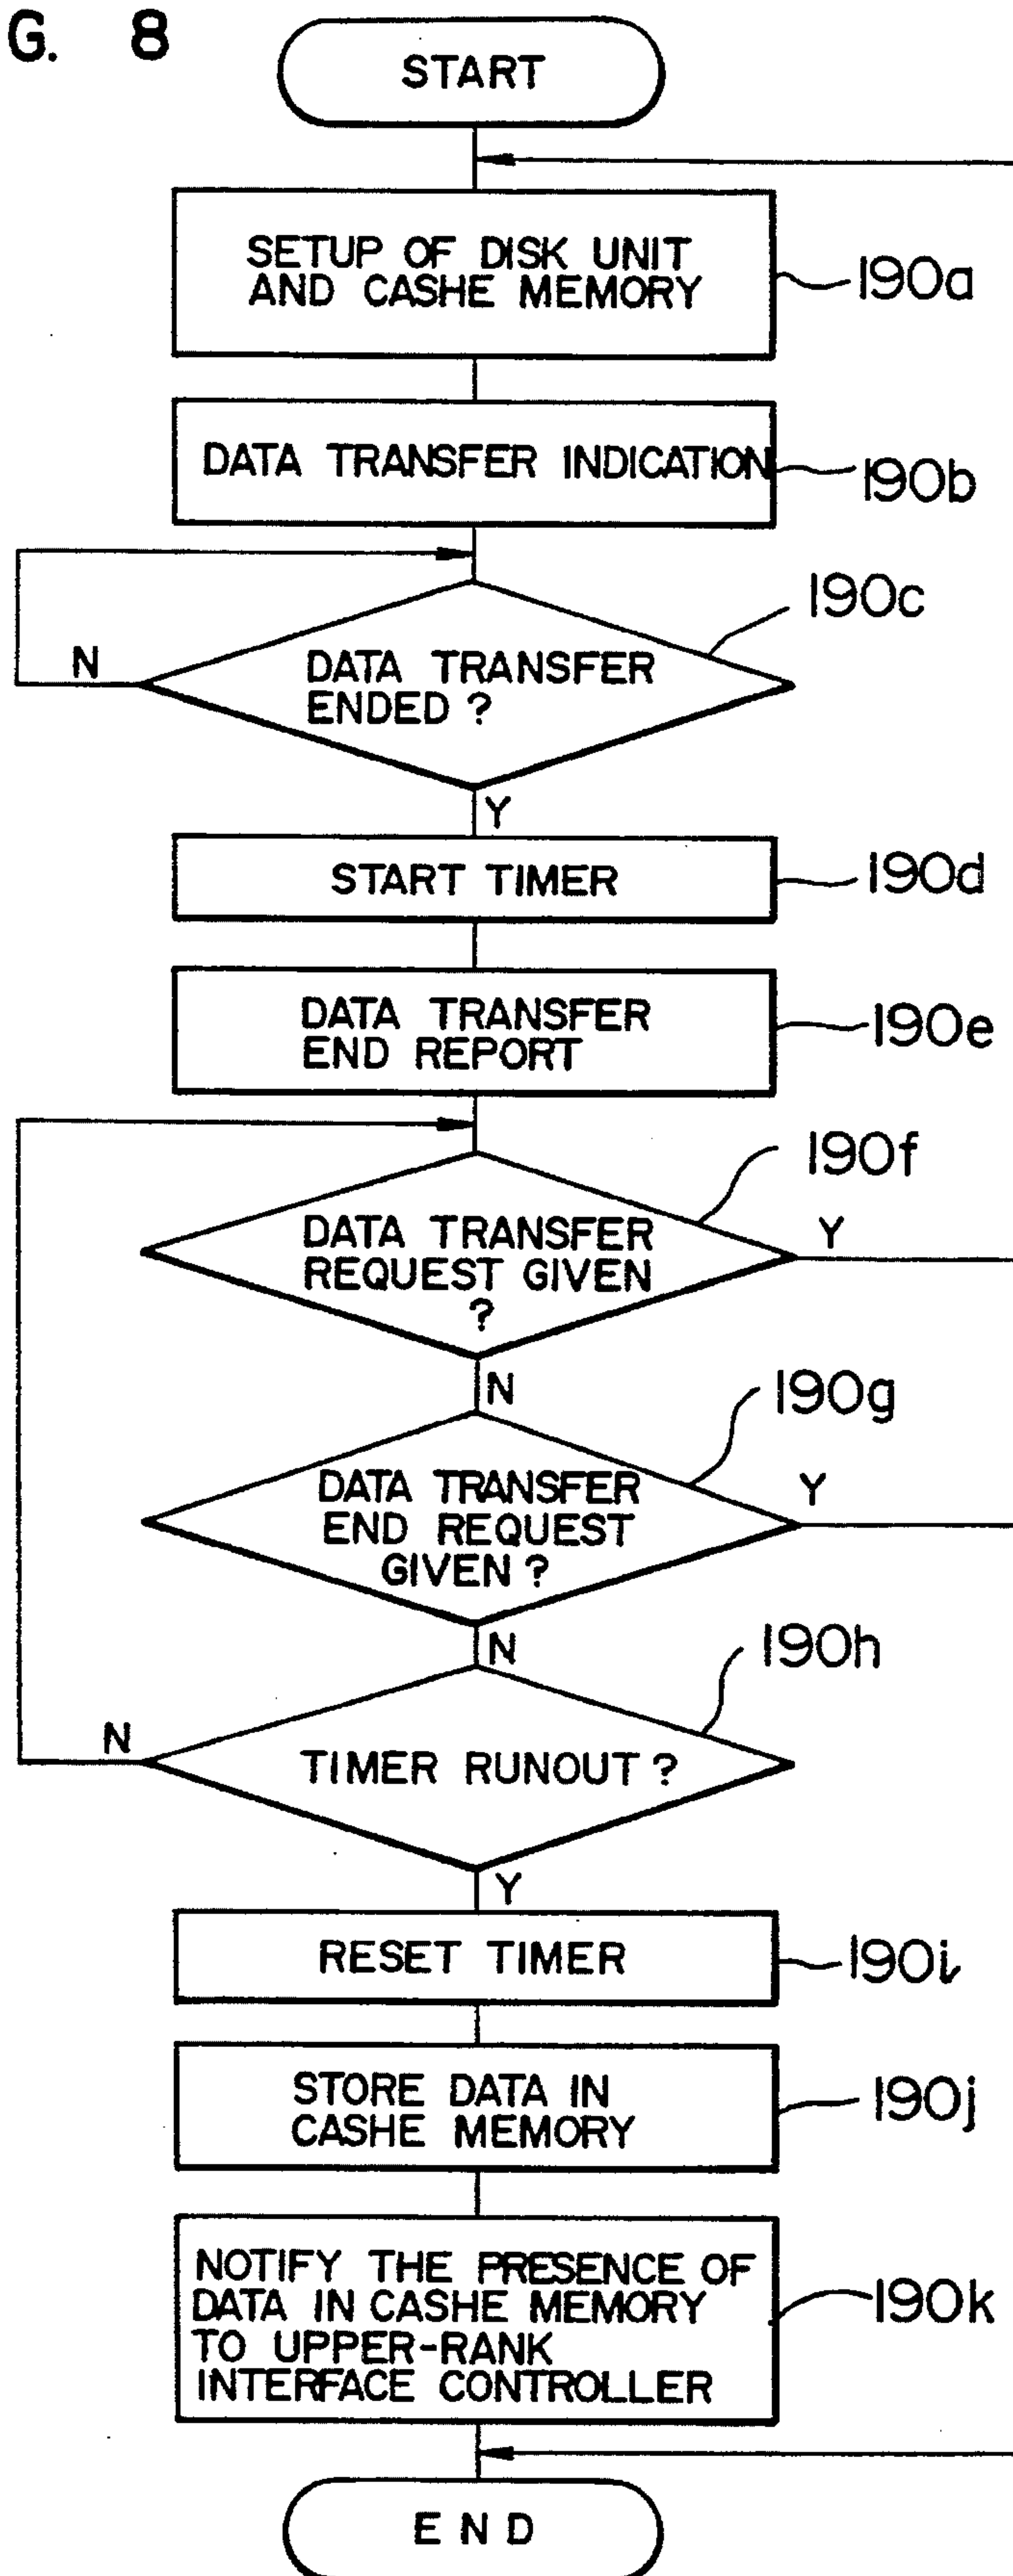 G. 8
START
SETUP OF DISK UNIT
AND CASHE MEMORY
190a
DATA TRANSFER INDICATION
190b
190c
N
DATA TRANSFER
ENDED ?
Y
START TIMER
190d
DATA TRANSFER
END REPORT
190e
190f
DATA TRANSFER
REQUEST GIVEN
?
Y
N
190g
DATA TRANSFER
END REQUEST
GIVEN ?
Y
N
190h
N
TIMER RUNOUT ?
Y
RESET TIMER
190i
STORE DATA IN
CASHE MEMORY
190j
NOTIFY THE PRESENCE OF
DATA IN CASHE MEMORY
TO UPPER-RANK
INTERFACE CONTROLLER
190k
END